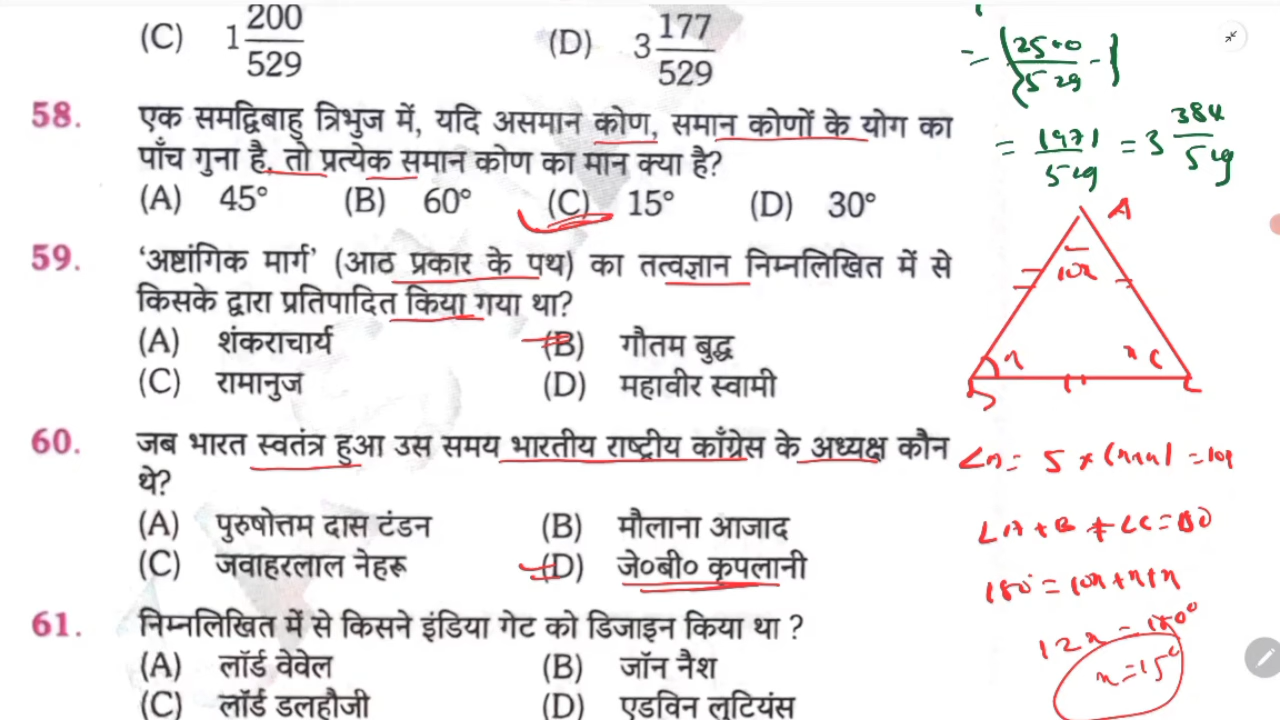 (C) 1 200/529 (D) 3 177/529
58. एक समद्विबाहु त्रिभुज में, यदि असमान कोण, समान कोणों के योग का
पाँच गुना है, तो प्रत्येक समान कोण का मान क्या है?
(A) 45° (B) 60° (C) 15° (D) 30°
59. ‘अष्टांगिक मार्ग’ (आठ प्रकार के पथ) का तत्वज्ञान निम्नलिखित में से
किसके द्वारा प्रतिपादित किया गया था?
(A) शंकराचार्य (B) गौतम बुद्ध
(C) रामानुज (D) महावीर स्वामी
60. जब भारत स्वतंत्र हुआ उस समय भारतीय राष्ट्रीय काँग्रेस के अध्यक्ष कौन
थे?
(A) पुरुषोत्तम दास टंडन (B) मौलाना आजाद
(C) जवाहरलाल नेहरू (D) जे०बी० कृपलानी
61. निम्नलिखित में से किसने इंडिया गेट को डिजाइन किया था ?
(A) लॉर्ड वेवेल (B) जॉन नैश
(C) लॉर्ड डलहौजी (D) एडविन लुटियंस
= 1971/529 = 3 384/529
A
10x
x x C
180° = 10x+x+x
12x = 180°
x=15°